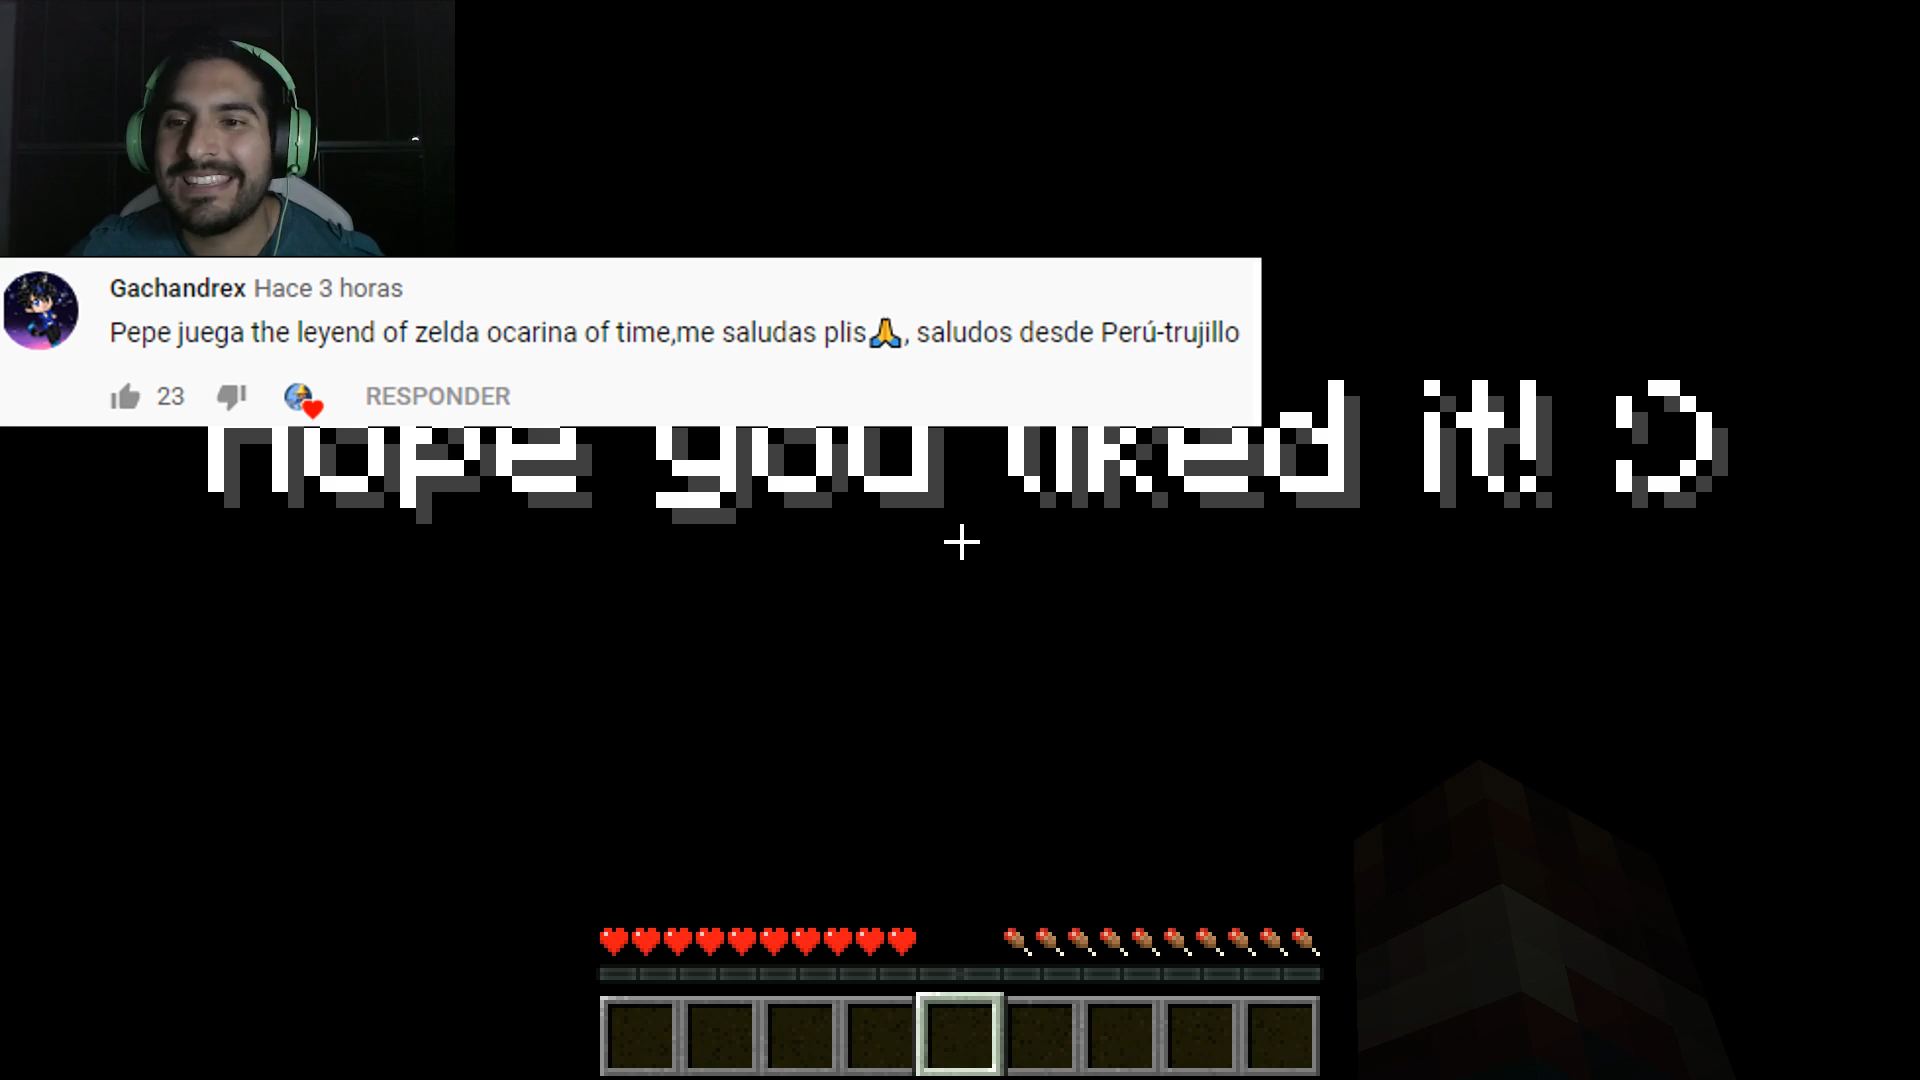 Gachandrex Hace 3 horas
Pepe juega the leyend of zelda ocarina of time,me saludas plis🙏, saludos desde Perú-trujillo
23 RESPONDER
Hope you liked it! :)